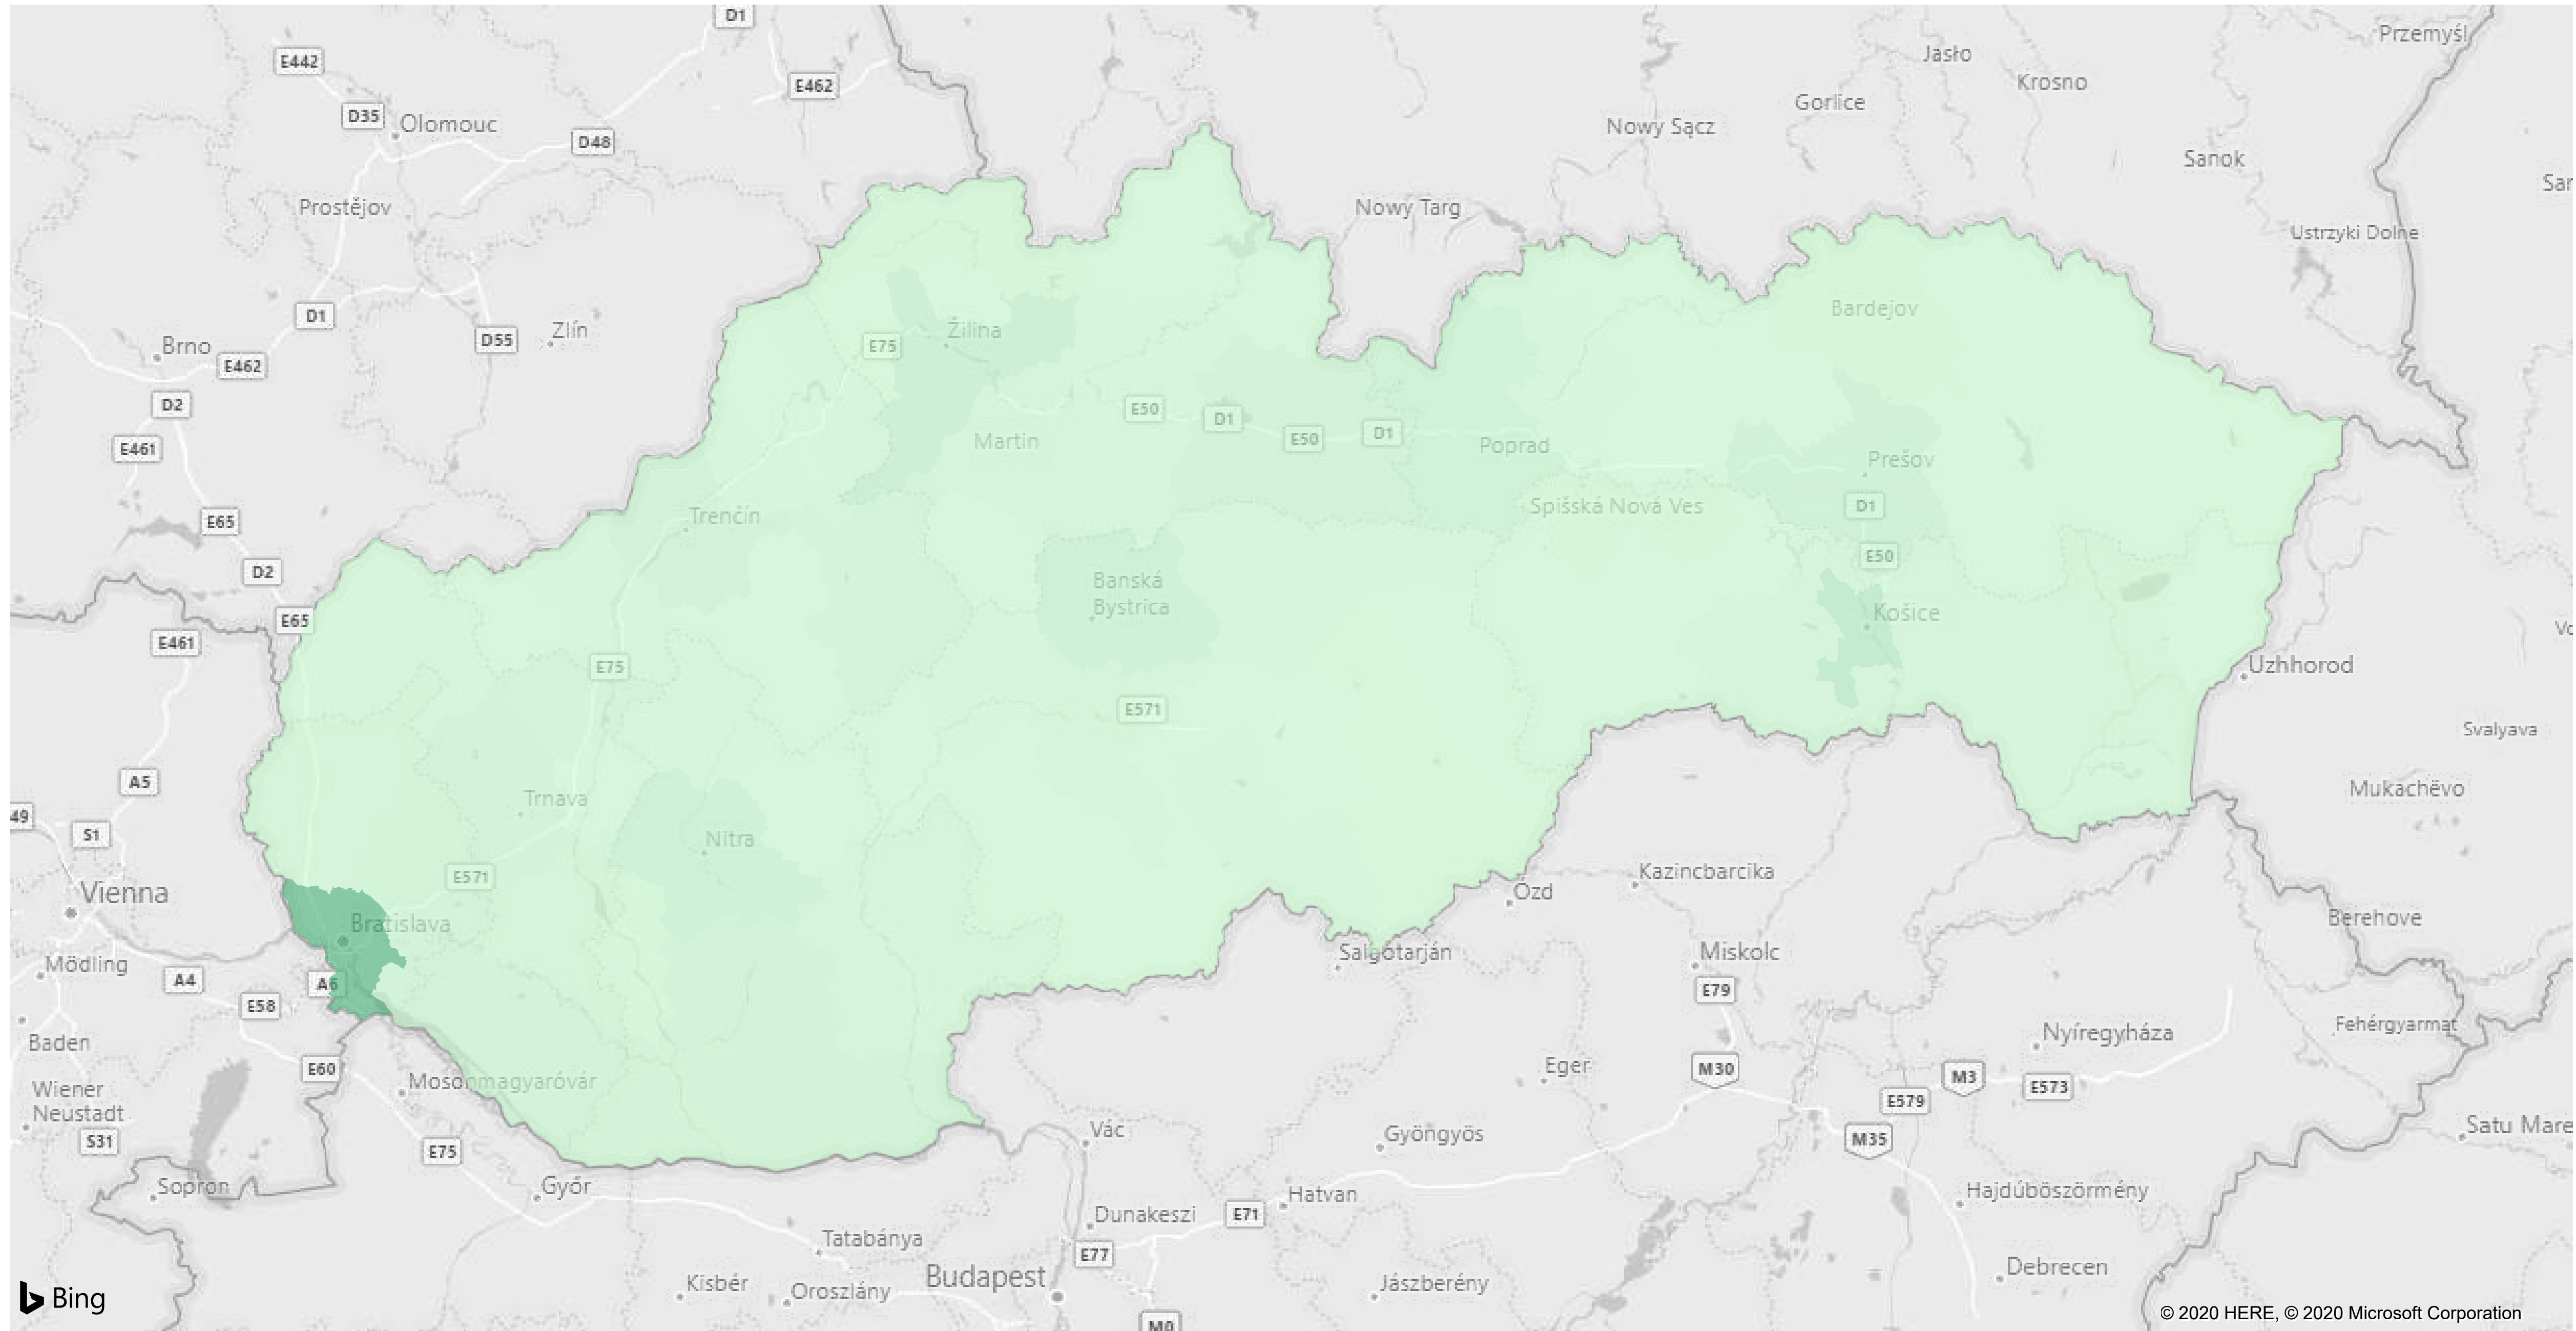 D1
Przemyśl
Jasło
E442
Krosno
E462
Gorlice
D35
Olomouc
Nowy Sącz
D48
Sanok
Prostějov
Nowy Targ
Ustrzyki Dolne
Bardejov
D1
Zlín
Žilina
D55
E75
Brno
E462
D2
E50
D1
E50
D1
E461
Martin
Poprad
Prešov
Spišská Nová Ves
D1
Trenčín
E65
E50
D2
Banská
Bystrica
Košice
E65
E461
E75
Uzhhorod
E571
Svalyava
A5
Mukachëvo
Trnava
49
S1
Nitra
E571
Kazincbarcika
Vienna
Ózd
Bratislava
Berehove
Salgótarján
Miskolc
Mödling
A4
A6
E79
E58
Nyíregyháza
Fehérgyarmat
Baden
E60
Eger
M30
M3
Mosonmagyaróvár
E573
Wiener
Neustadt
E579
S31
Vác
Gyöngyös
M35
Satu Mare
E75
Sopron
Győr
Hatvan
Hajdúböszörmény
Dunakeszi
E71
Tatabánya
E77
Debrecen
Budapest
Kisbér
Oroszlány
Jászberény
Bing
© 2020 HERE, © 2020 Microsoft Corporation
M0